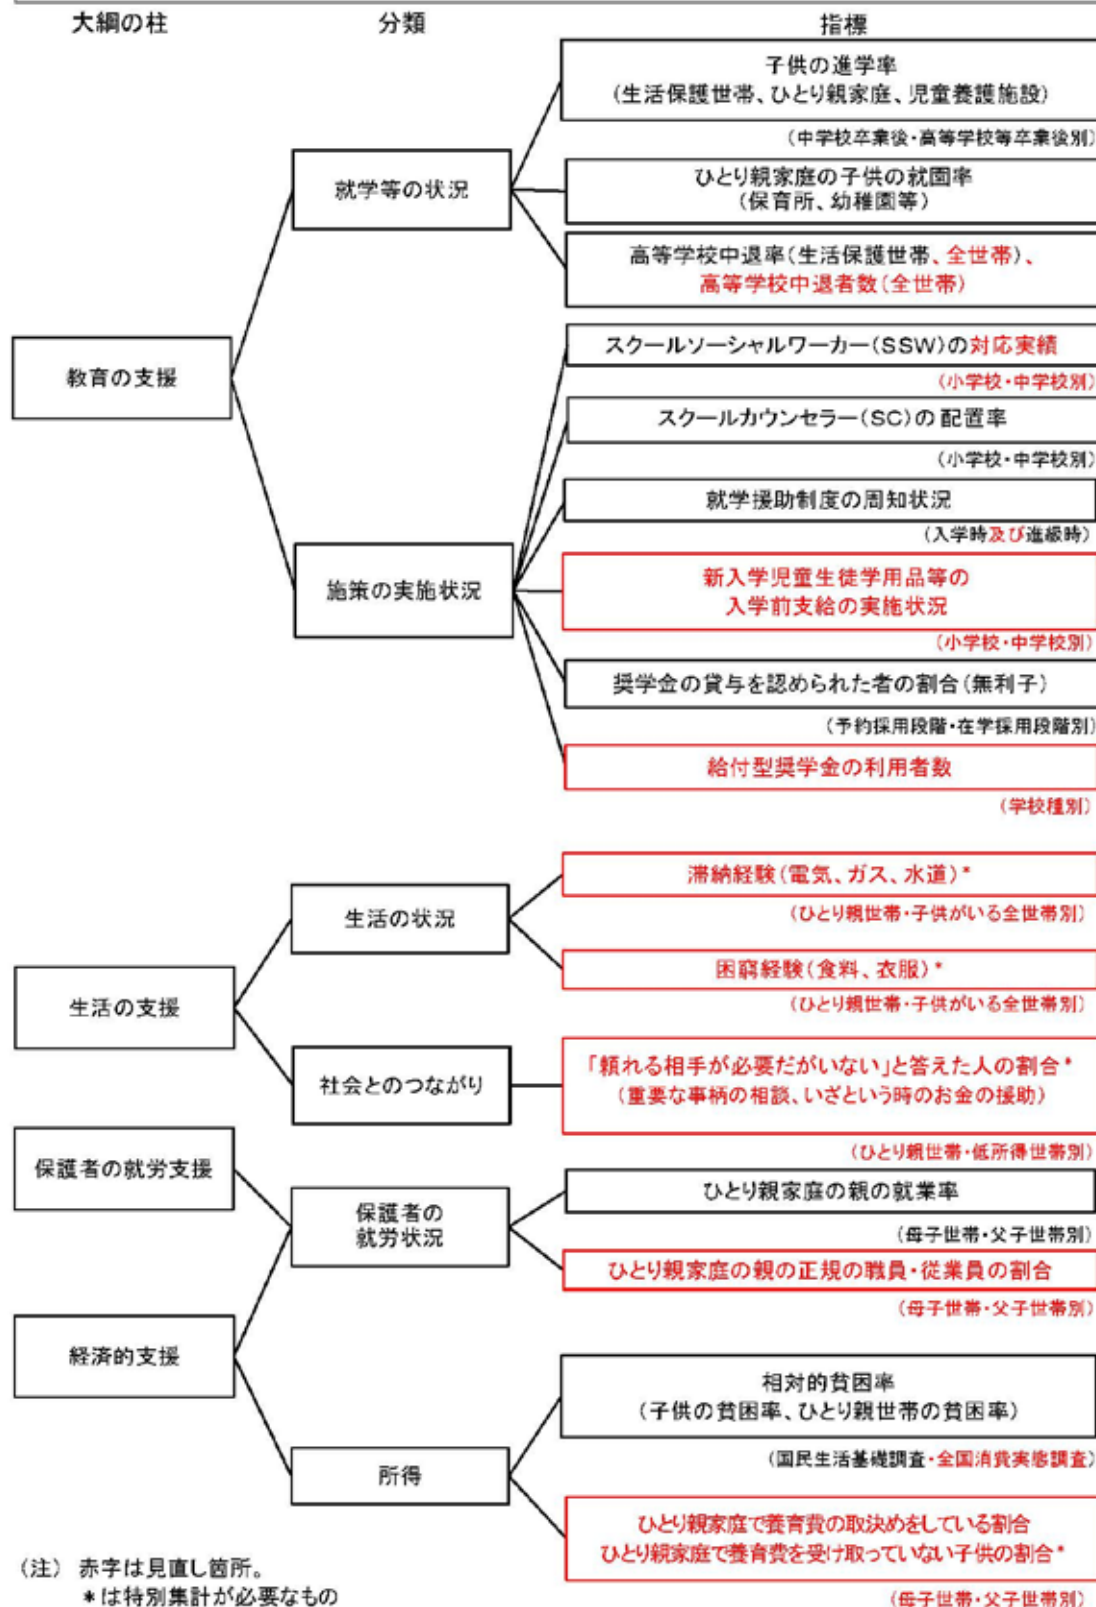 大綱の柱
分類
指標
子供の進学率
(生活保護世帯、ひとり親家庭、児童養護施設)
(中学校卒業後・高等学校等卒業後別)
就学等の状況
ひとり親家庭の子供の就園率
(保育所、幼稚園等)
高等学校中退率(生活保護世帯、全世帯)、
高等学校中退者数(全世帯)
教育の支援
スクールソーシャルワーカー(SSW)の対応実績
(小学校・中学校別)
スクールカウンセラー(SC)の配置率
(小学校・中学校別)
就学援助制度の周知状況
(入学時及び進級時)
施策の実施状況
新入学児童生徒学用品等の
入学前支給の実施状況
(小学校・中学校別)
奨学金の貸与を認められた者の割合(無利子)
(予約採用段階・在学採用段階別)
給付型奨学金の利用者数
(学校種別)
生活の支援
生活の状況
滞納経験(電気、ガス、水道)*
(ひとり親世帯・子供がいる全世帯別)
困窮経験(食料、衣服)*
(ひとり親世帯・子供がいる全世帯別)
社会とのつながり
「頼れる相手が必要だがいない」と答えた人の割合*
(重要な事柄の相談、いざという時のお金の援助)
(ひとり親世帯・低所得世帯別)
保護者の就労支援
保護者の
就労状況
ひとり親家庭の親の就業率
(母子世帯・父子世帯別)
ひとり親家庭の親の正規の職員・従業員の割合
(母子世帯・父子世帯別)
経済的支援
相対的貧困率
(子供の貧困率、ひとり親世帯の貧困率)
(国民生活基礎調査・全国消費実態調査)
所得
ひとり親家庭で養育費の取決めをしている割合
ひとり親家庭で養育費を受け取っていない子供の割合*
(母子世帯・父子世帯別)
(注) 赤字は見直し箇所。
*は特別集計が必要なもの